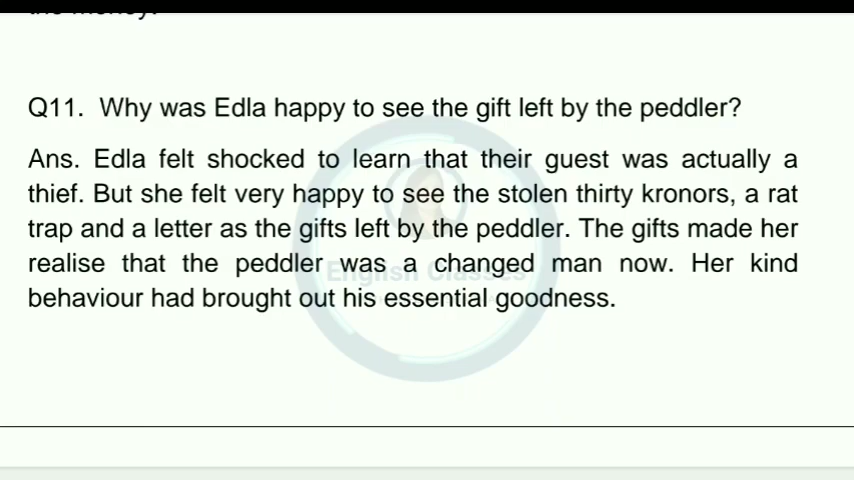 Q11. Why was Edla happy to see the gift left by the peddler?
Ans. Edla felt shocked to learn that their guest was actually a
thief. But she felt very happy to see the stolen thirty kronors, a rat
trap and a letter as the gifts left by the peddler. The gifts made her
realise that the peddler was a changed man now. Her kind
English Classes
behaviour had brought out his essential goodness.